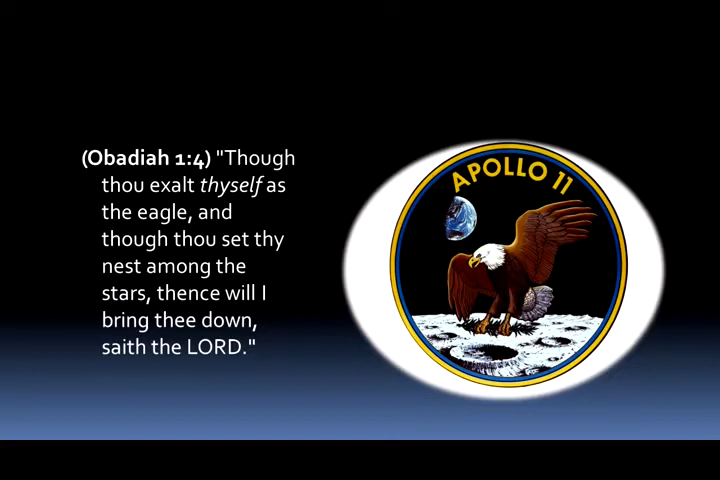 (Obadiah 1:4) "Though
thou exalt thyself as
the eagle, and
though thou set thy
nest among the
stars, thence will I
bring thee down,
saith the LORD."
APOLLO 11